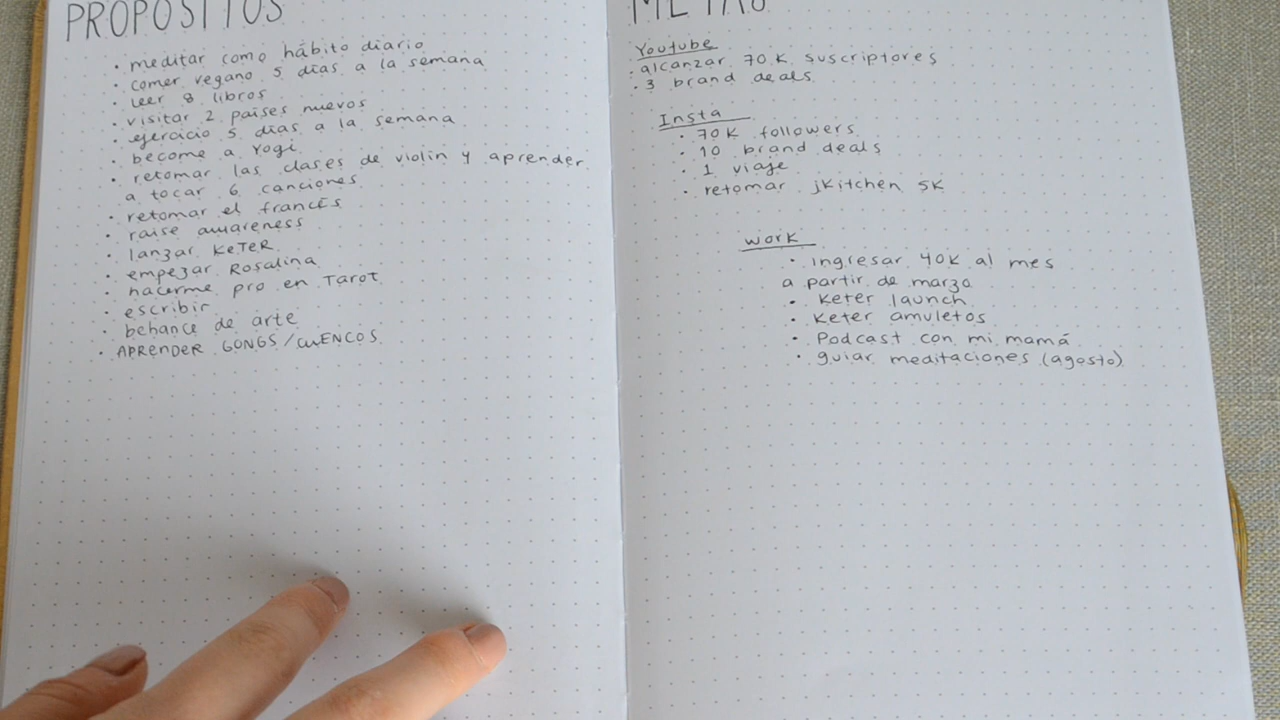 PROPOSITOS
· meditar como hábito diario
· comer vegano 5 días a la semana
· Leer 8 libros
· visitar 2 países nuevos
· ejercicio 5 días a la semana
· become a Yogi
· retomar las clases de violin y aprender
a tocar 6 canciones
· retomar el francés
· raise awareness
· lanzar KETER
· empezar Rosalina
· hacerme pro en Tarot
· escribir
· behance de arte
· APRENDER GONGS/CUENCOS
METAS
Youtube
· alcanzar 70K suscriptores
· 3 brand deals
Insta
· 70K followers
· 10 brand deals
· 1 viaje
· retomar jkitchen 5K
work
· Ingresar 40K al mes
a partir de marzo
· Keter launch
· Keter amuletos
· Podcast con mi mamá
· guiar meditaciones (agosto)